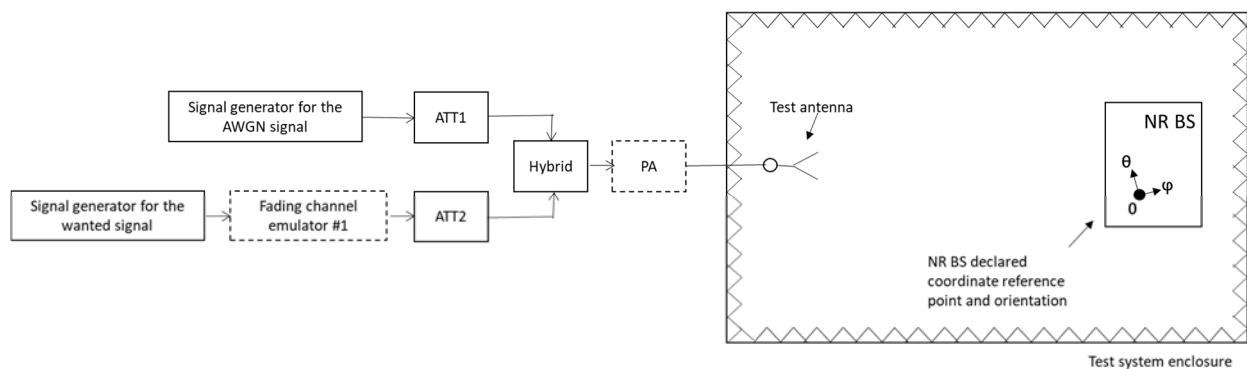 Signal generator for the
AWGN signal
ATT1
Hybrid
PA
Test antenna
Signal generator for the
wanted signal
Fading channel
emulator #1
ATT2
NR BS
θ
φ
0
NR BS declared
coordinate reference
point and orientation
Test system enclosure